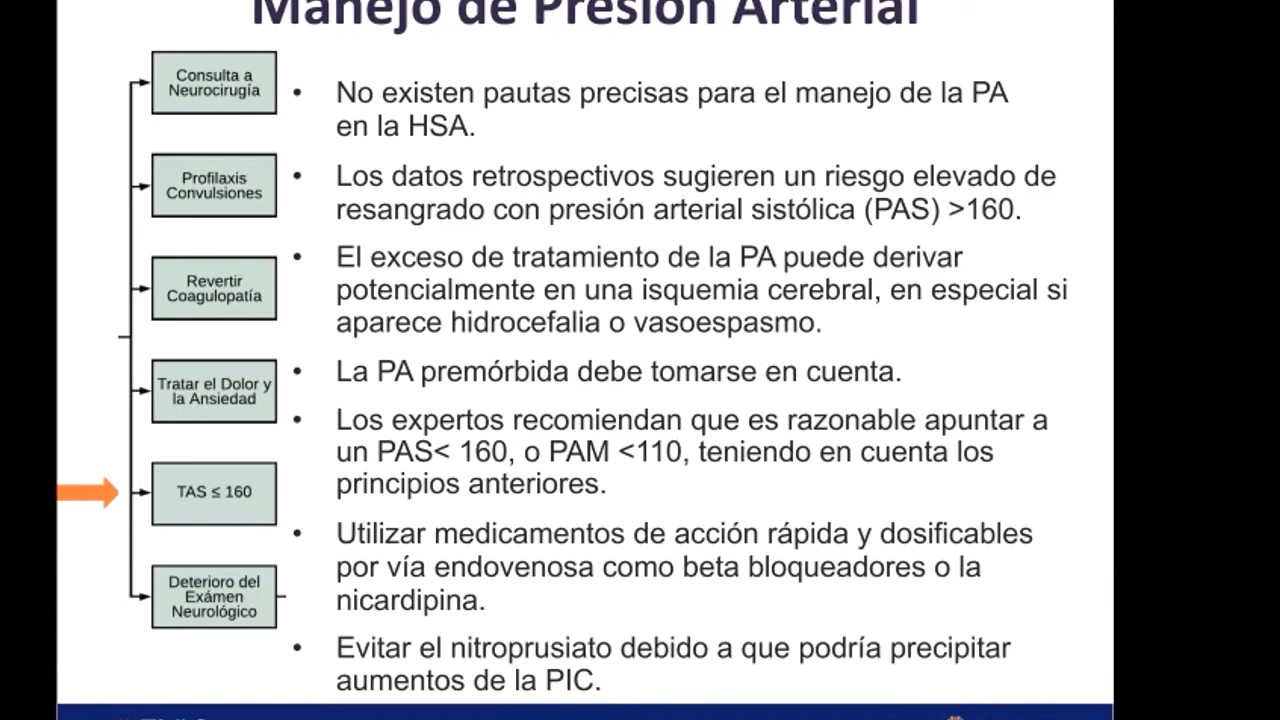 Manejo de Presión Arterial
Consulta a
Neurocirugía
Profilaxis
Convulsiones
Revertir
Coagulopatía
Tratar el Dolor y
la Ansiedad
TAS ≤ 160
Deterioro del
Exámen
Neurológico
• No existen pautas precisas para el manejo de la PA
en la HSA.
• Los datos retrospectivos sugieren un riesgo elevado de
resangrado con presión arterial sistólica (PAS) >160.
• El exceso de tratamiento de la PA puede derivar
potencialmente en una isquemia cerebral, en especial si
aparece hidrocefalia o vasoespasmo.
• La PA premórbida debe tomarse en cuenta.
• Los expertos recomiendan que es razonable apuntar a
un PAS< 160, o PAM <110, teniendo en cuenta los
principios anteriores.
• Utilizar medicamentos de acción rápida y dosificables
por vía endovenosa como beta bloqueadores o la
nicardipina.
• Evitar el nitroprusiato debido a que podría precipitar
aumentos de la PIC.